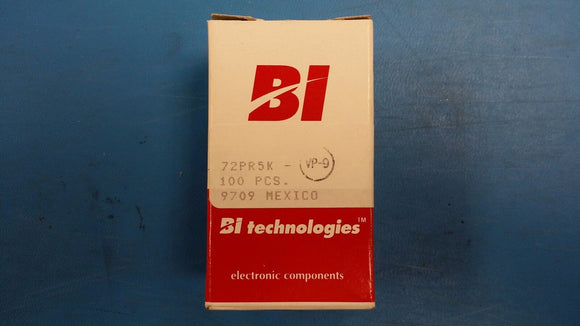 BI
72PR5K - VP-9
100 PCS.
9709 MEXICO
BI technologies™
electronic components